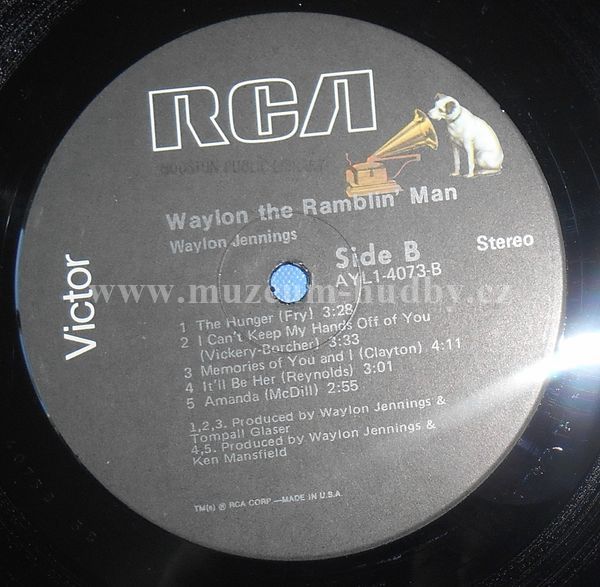 RCA
HOUSTON PUBLIC LIBRARY
Waylon the Ramblin' Man
Waylon Jennings
Side B
Stereo
AYL1-4073-B
Victor
www.muzeum-hudby.cz
1 The Hunger (Fry) 3:28
2 I Can't Keep My Hands Off of You
(Vickery-Borcher) 3:33
3 Memories of You and I (Clayton) 4:11
4 It'll Be Her (Reynolds) 3:01
5 Amanda (McDill) 2:55
1,2,3. Produced by Waylon Jennings &
Tompall Glaser
4,5. Produced by Waylon Jennings &
Ken Mansfield
TM(s) ® RCA CORP.—MADE IN U.S.A.